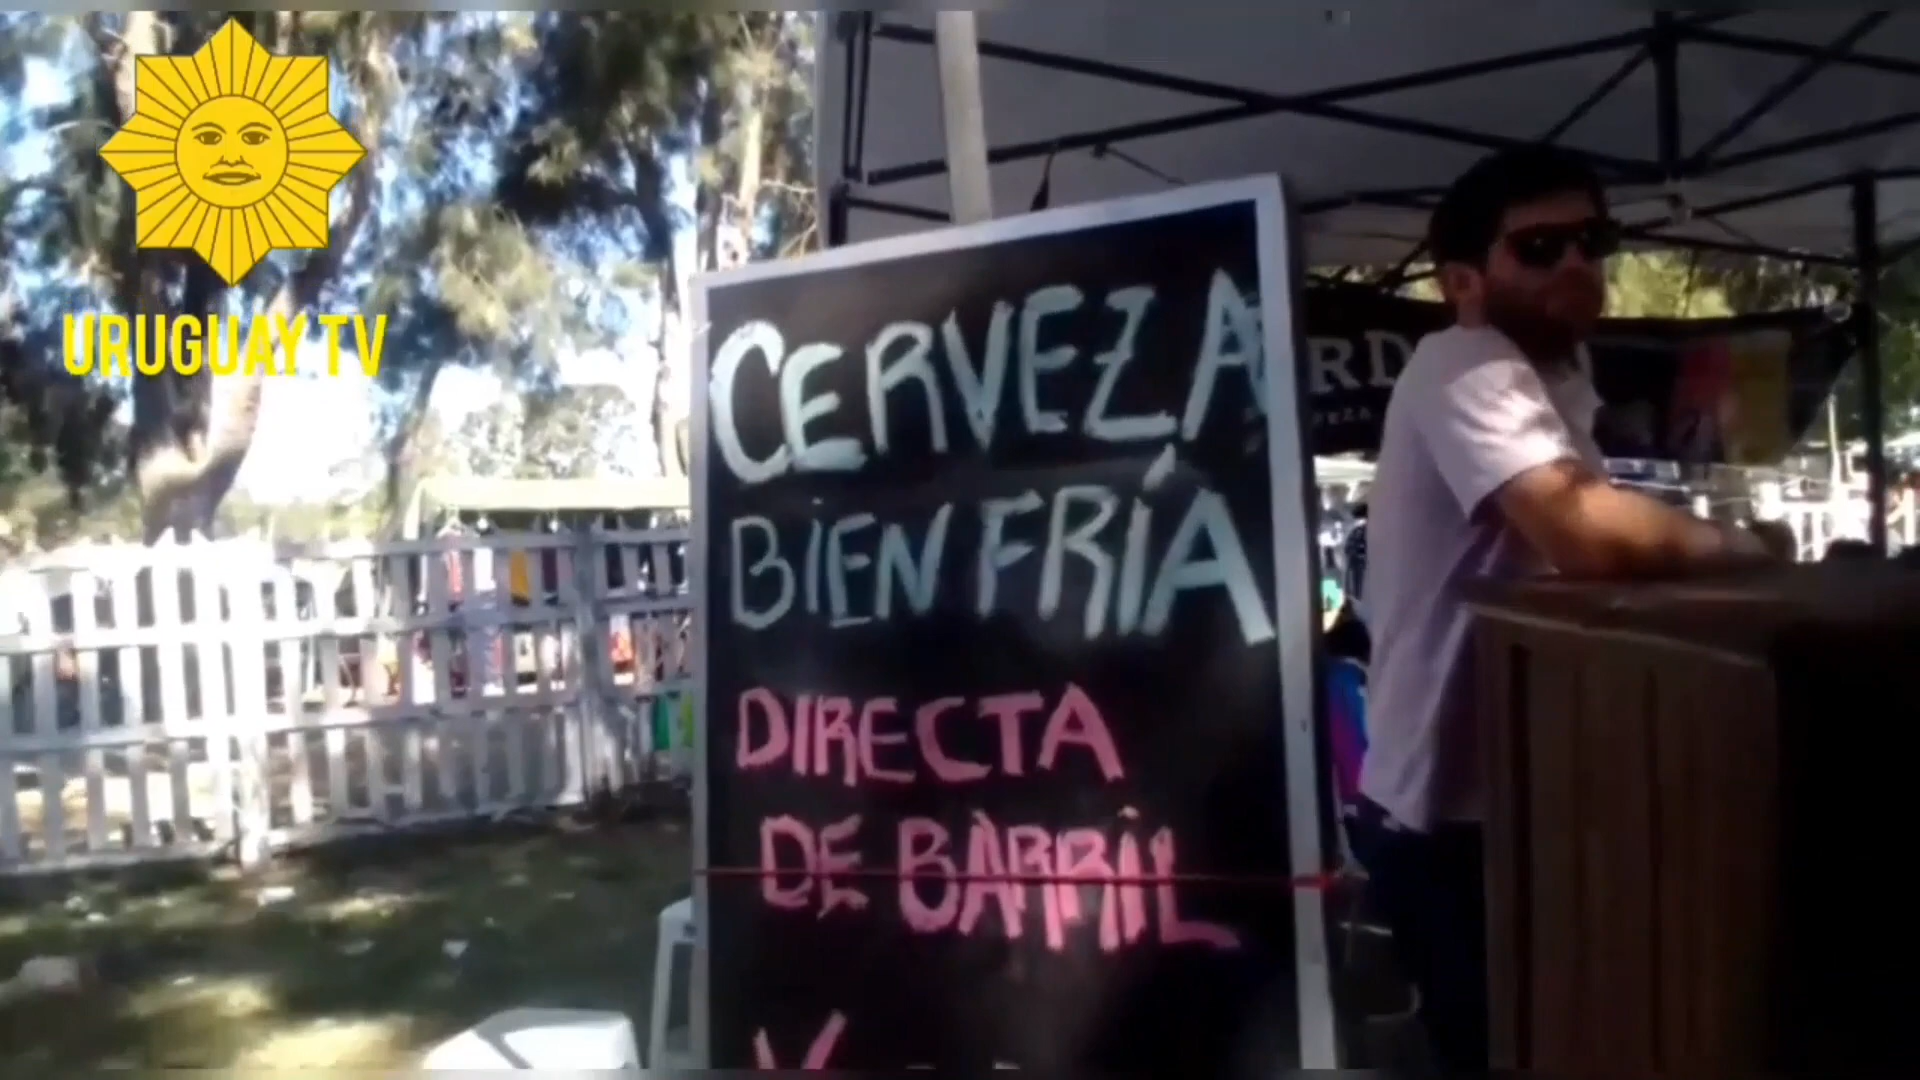 URUGUAY TV
CERVEZA
BIEN FRÍA
DIRECTA
DE BARRIL